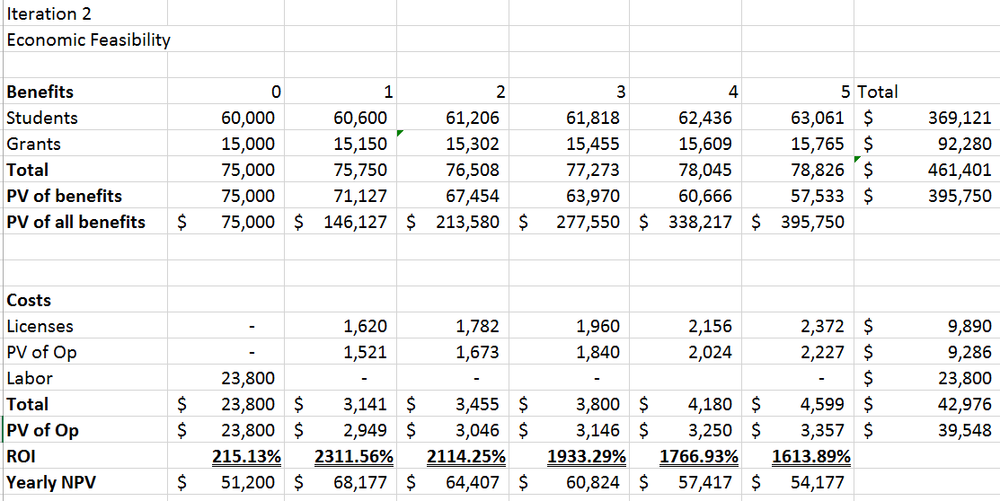 Iteration 2
Economic Feasibility
Benefits 0 1 2 3 4 5 Total
Students 60,000 60,600 61,206 61,818 62,436 63,061 $ 369,121
Grants 15,000 15,150 15,302 15,455 15,609 15,765 $ 92,280
Total 75,000 75,750 76,508 77,273 78,045 78,826 $ 461,401
PV of benefits 75,000 71,127 67,454 63,970 60,666 57,533 $ 395,750
PV of all benefits $ 75,000 $ 146,127 $ 213,580 $ 277,550 $ 338,217 $ 395,750
Costs
Licenses - 1,620 1,782 1,960 2,156 2,372 $ 9,890
PV of Op - 1,521 1,673 1,840 2,024 2,227 $ 9,286
Labor 23,800 - - - - $ 23,800
Total $ 23,800 $ 3,141 $ 3,455 $ 3,800 $ 4,180 $ 4,599 $ 42,976
PV of Op $ 23,800 $ 2,949 $ 3,046 $ 3,146 $ 3,250 $ 3,357 $ 39,548
ROI 215.13% 2311.56% 2114.25% 1933.29% 1766.93% 1613.89%
Yearly NPV $ 51,200 $ 68,177 $ 64,407 $ 60,824 $ 57,417 $ 54,177